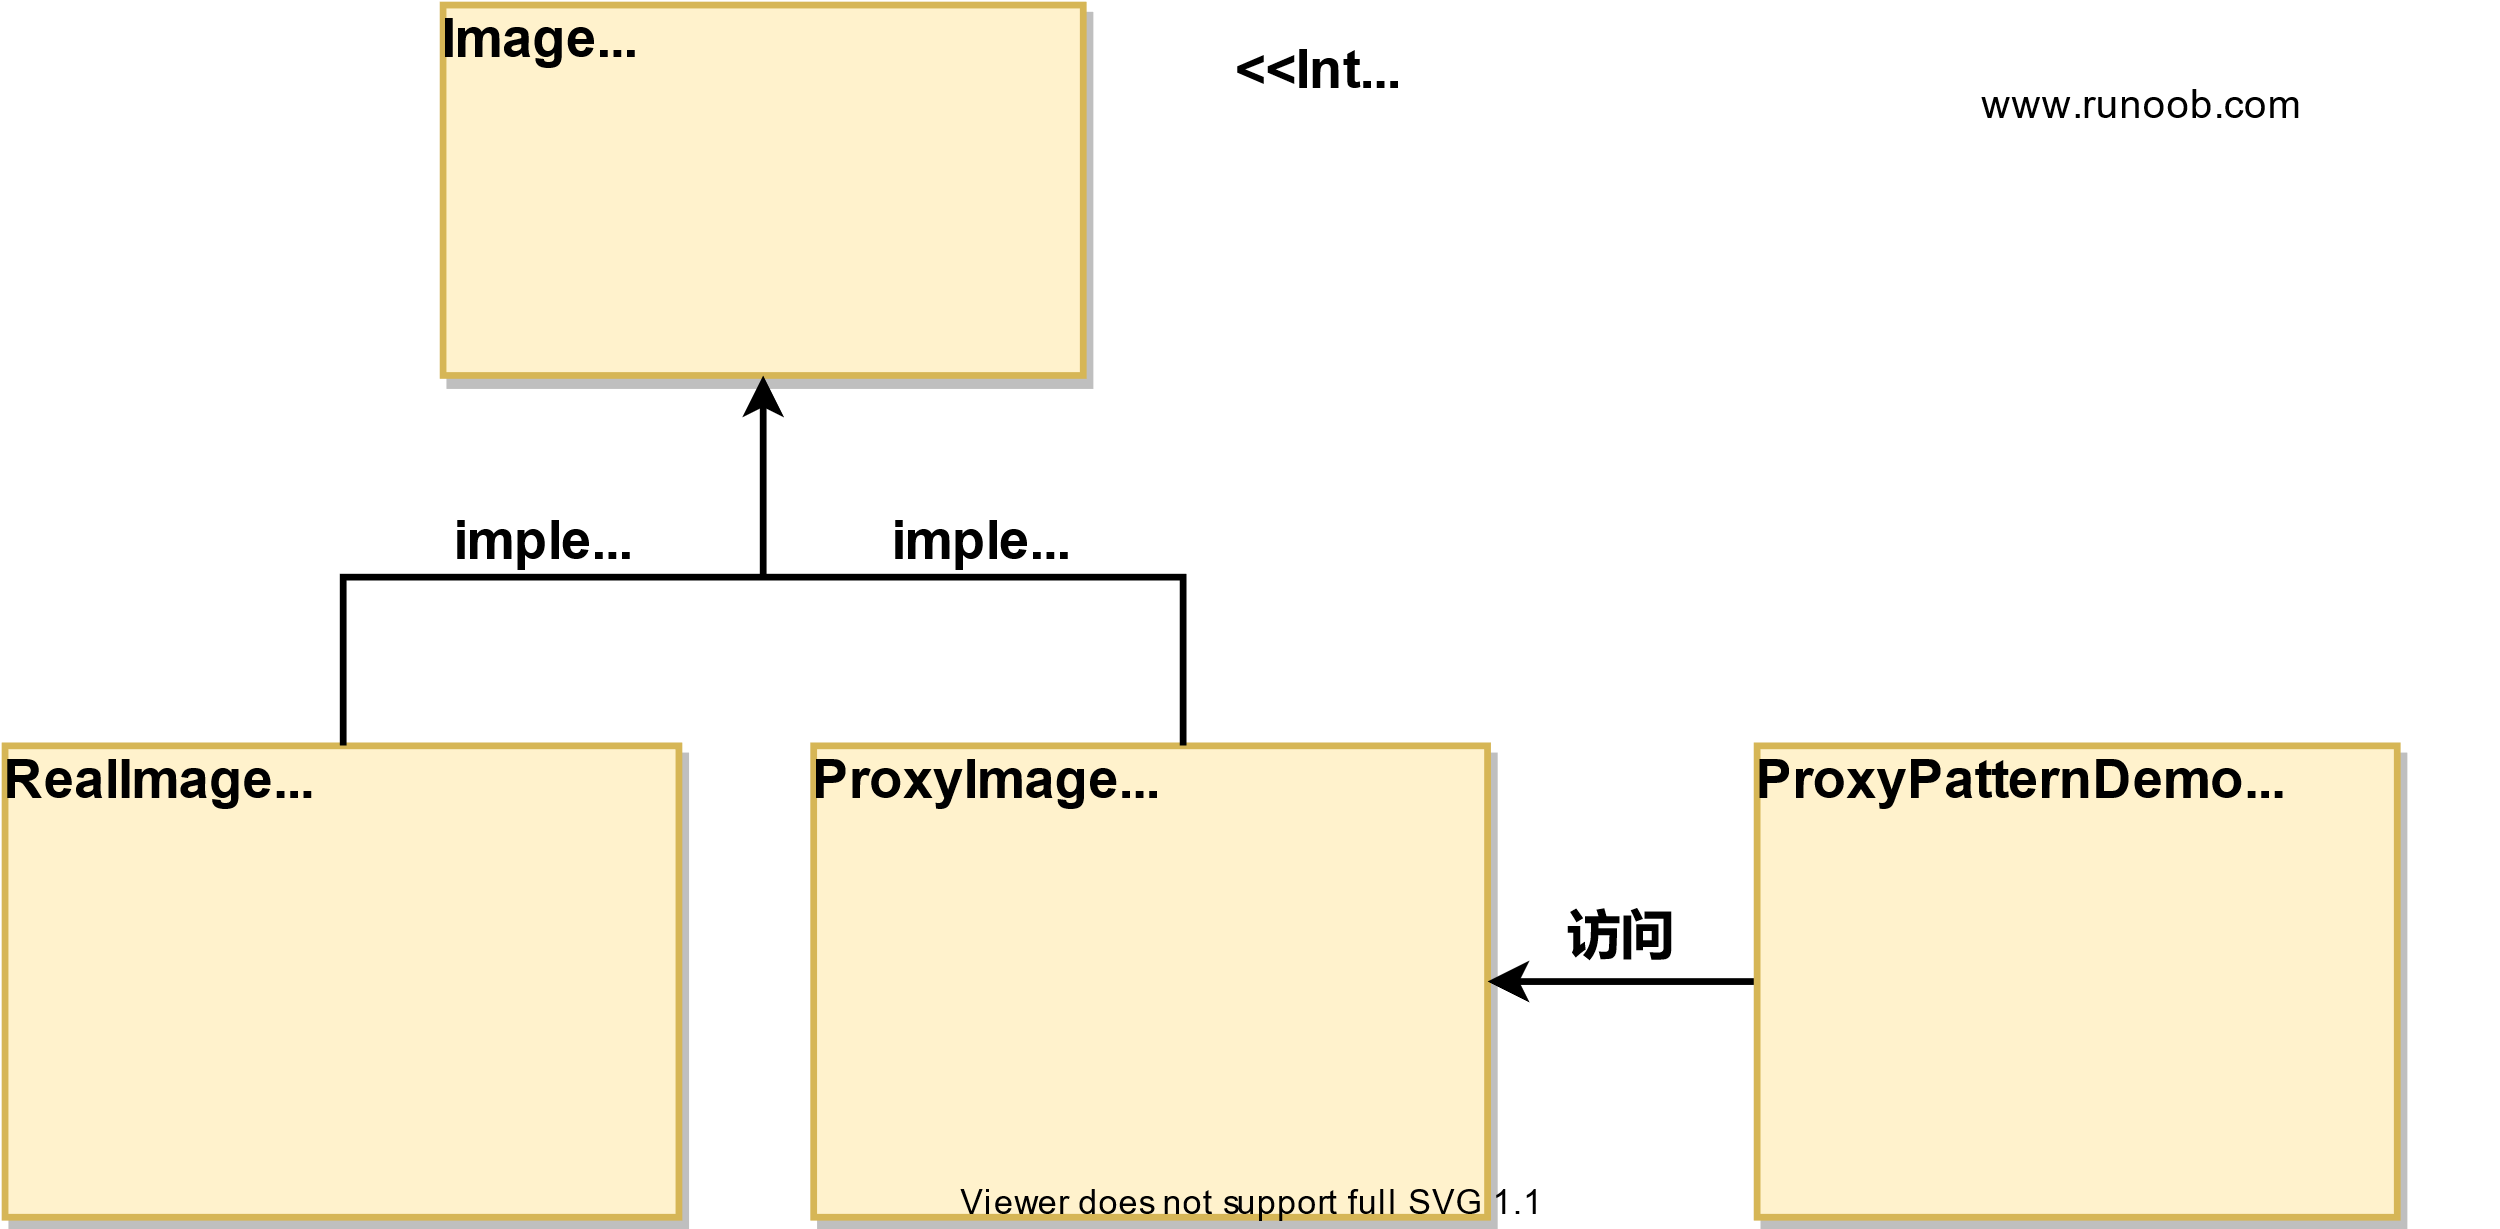 Image...
<<Int...
www.runoob.com
imple...
imple...
RealImage...
ProxyImage...
ProxyPatternDemo...
访问
Viewer does not support full SVG 1.1